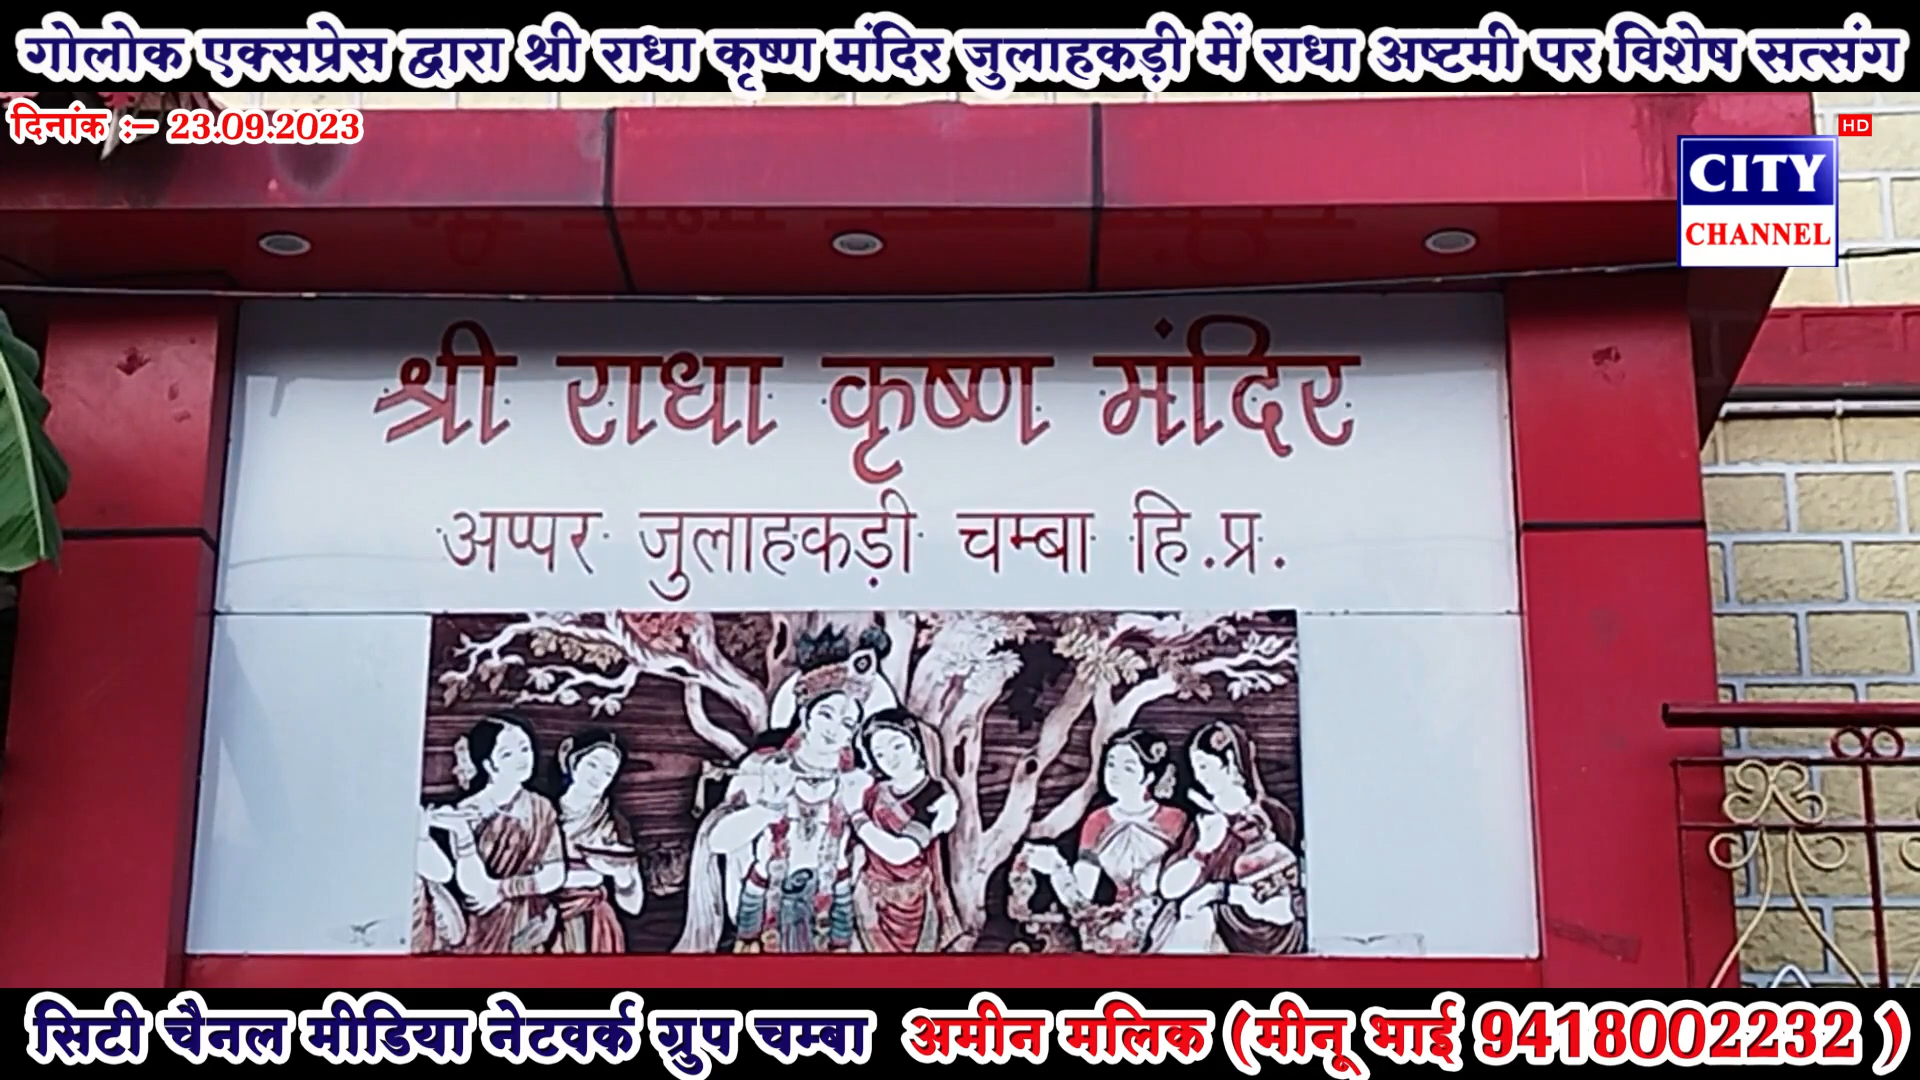 गोलोक एक्सप्रेस द्वारा श्री राधा कृष्ण मंदिर जुलाहकड़ी में राधा अष्टमी पर विशेष सत्संग
दिनांक :– 23.09.2023
HD
CITY
CHANNEL
श्री राधा कृष्ण मंदिर
अप्पर जुलाहकड़ी चम्बा हि.प्र.
सिटी चैनल मीडिया नेटवर्क ग्रुप चम्बा अमीन मलिक (मीनू भाई 9418002232 )